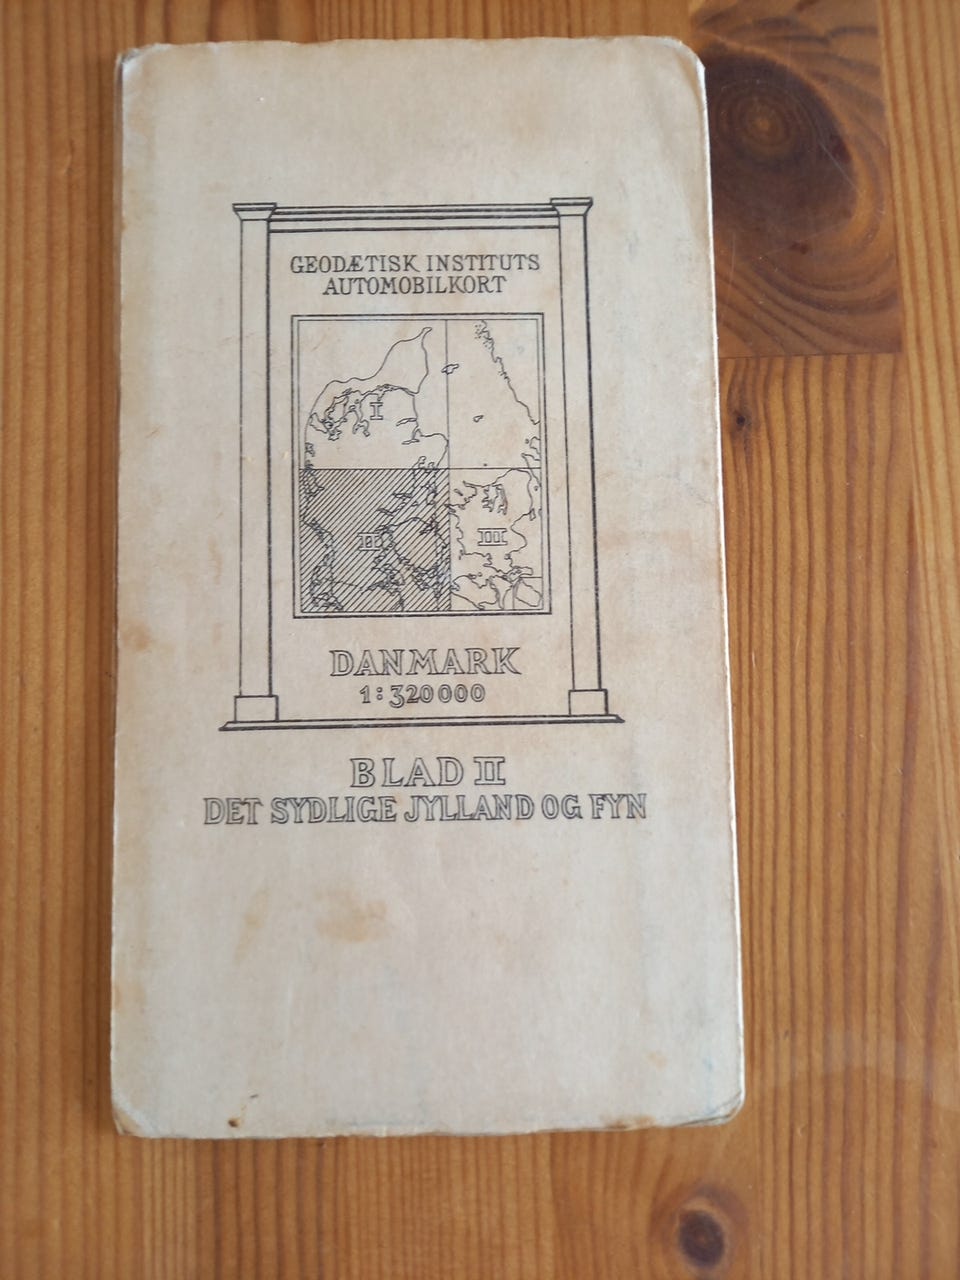 GEODÆTISK INSTITUTS
AUTOMOBILKORT
I
II
III
DANMARK
1:320000
BLAD II
DET SYDLIGE JYLLAND OG FYN